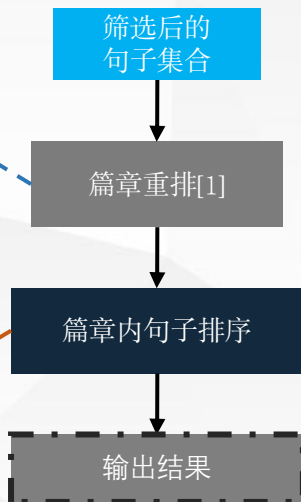 筛选后的
句子集合
篇章重排[1]
篇章内句子排序
输出结果